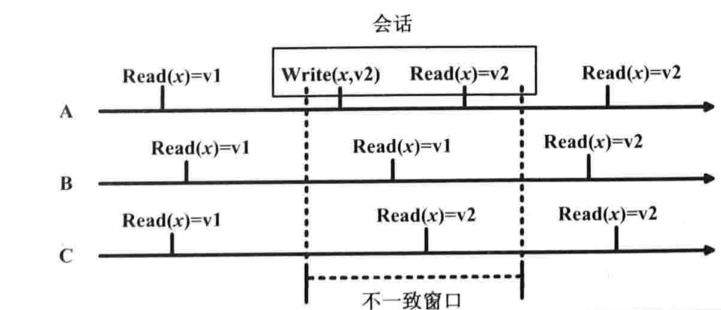 会话
Read(x)=v1 Write(x,v2) Read(x)=v2 Read(x)=v2
A
Read(x)=v1 Read(x)=v1 Read(x)=v2
B
Read(x)=v1 Read(x)=v2 Read(x)=v2
C
不一致窗口